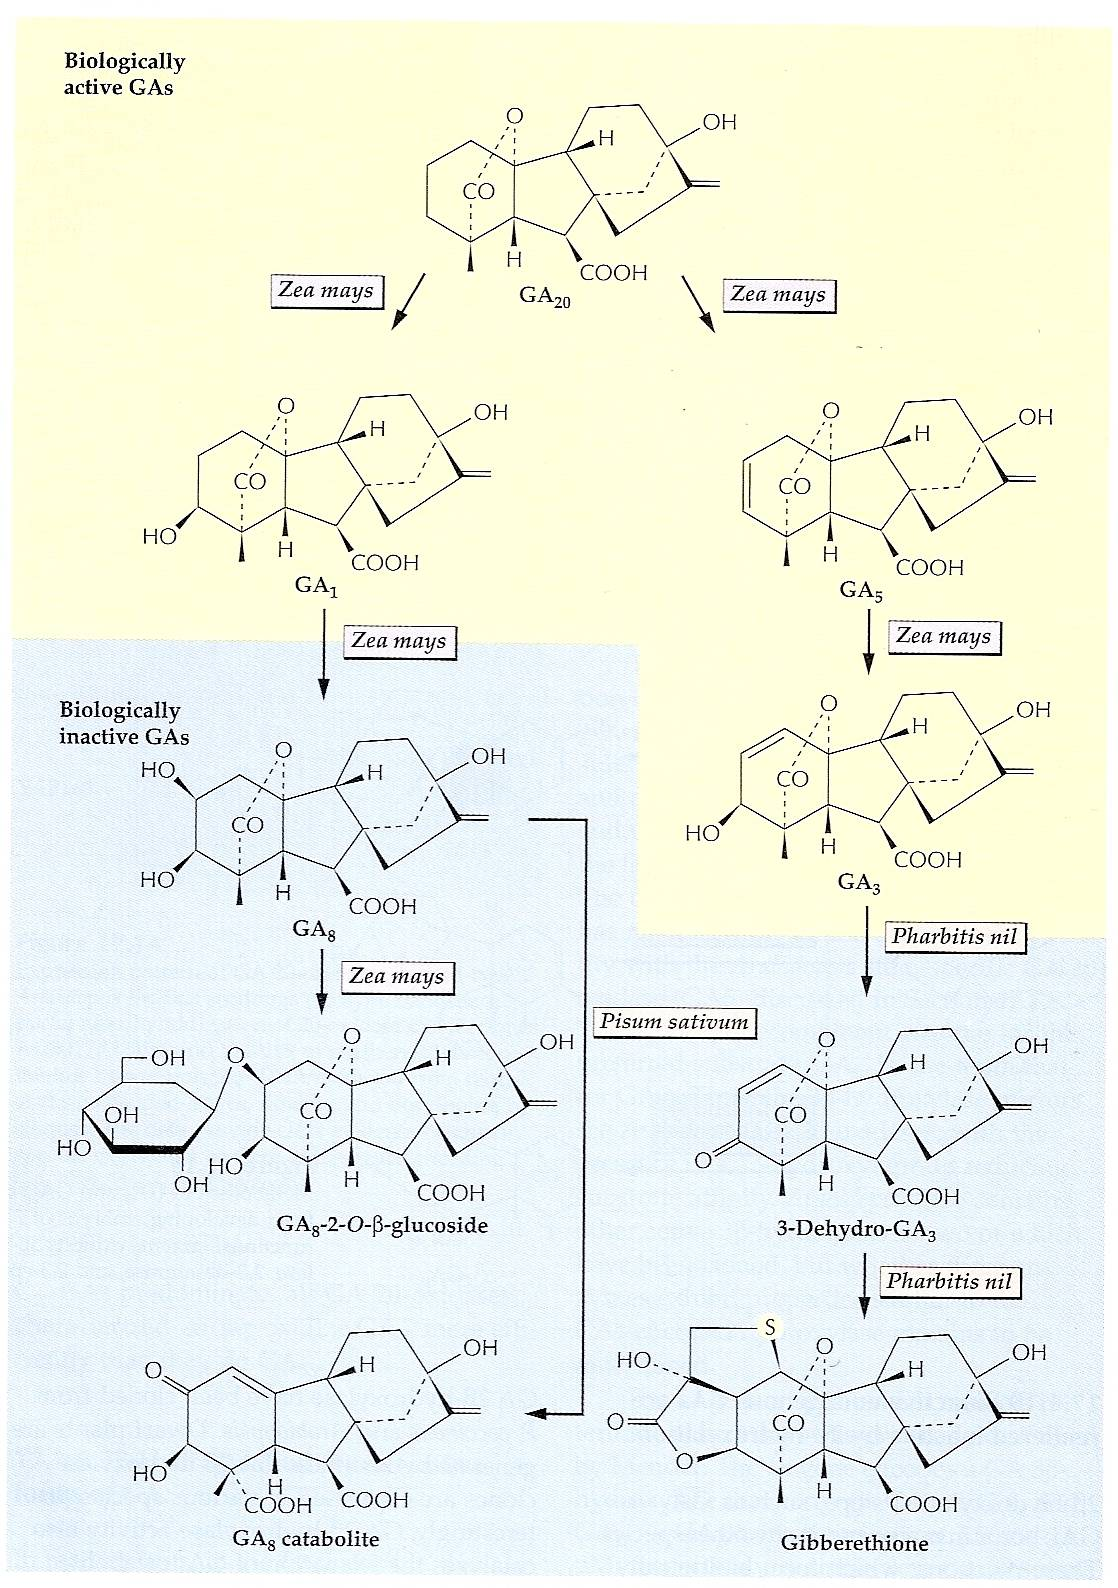 Biologically
active GAs
O
OH
H
CO
H
COOH
GA20
Zea mays
Zea mays
O
OH
H
CO
HO
H
COOH
GA1
O
OH
H
CO
H
COOH
GA5
Zea mays
Zea mays
Biologically
inactive GAs
HO
O
OH
H
CO
HO
H
COOH
GA8
O
OH
H
CO
HO
H
COOH
GA3
Zea mays
Pharbitis nil
Pisum sativum
OH
O
O
OH
H
OH
CO
HO
HO
OH
H
COOH
GA8-2-O-β-glucoside
O
OH
H
CO
O
H
COOH
3-Dehydro-GA3
Pharbitis nil
O
OH
H
HO
H
COOH
COOH
GA8 catabolite
S
O
OH
HO
H
O
CO
O
H
COOH
Gibberethione